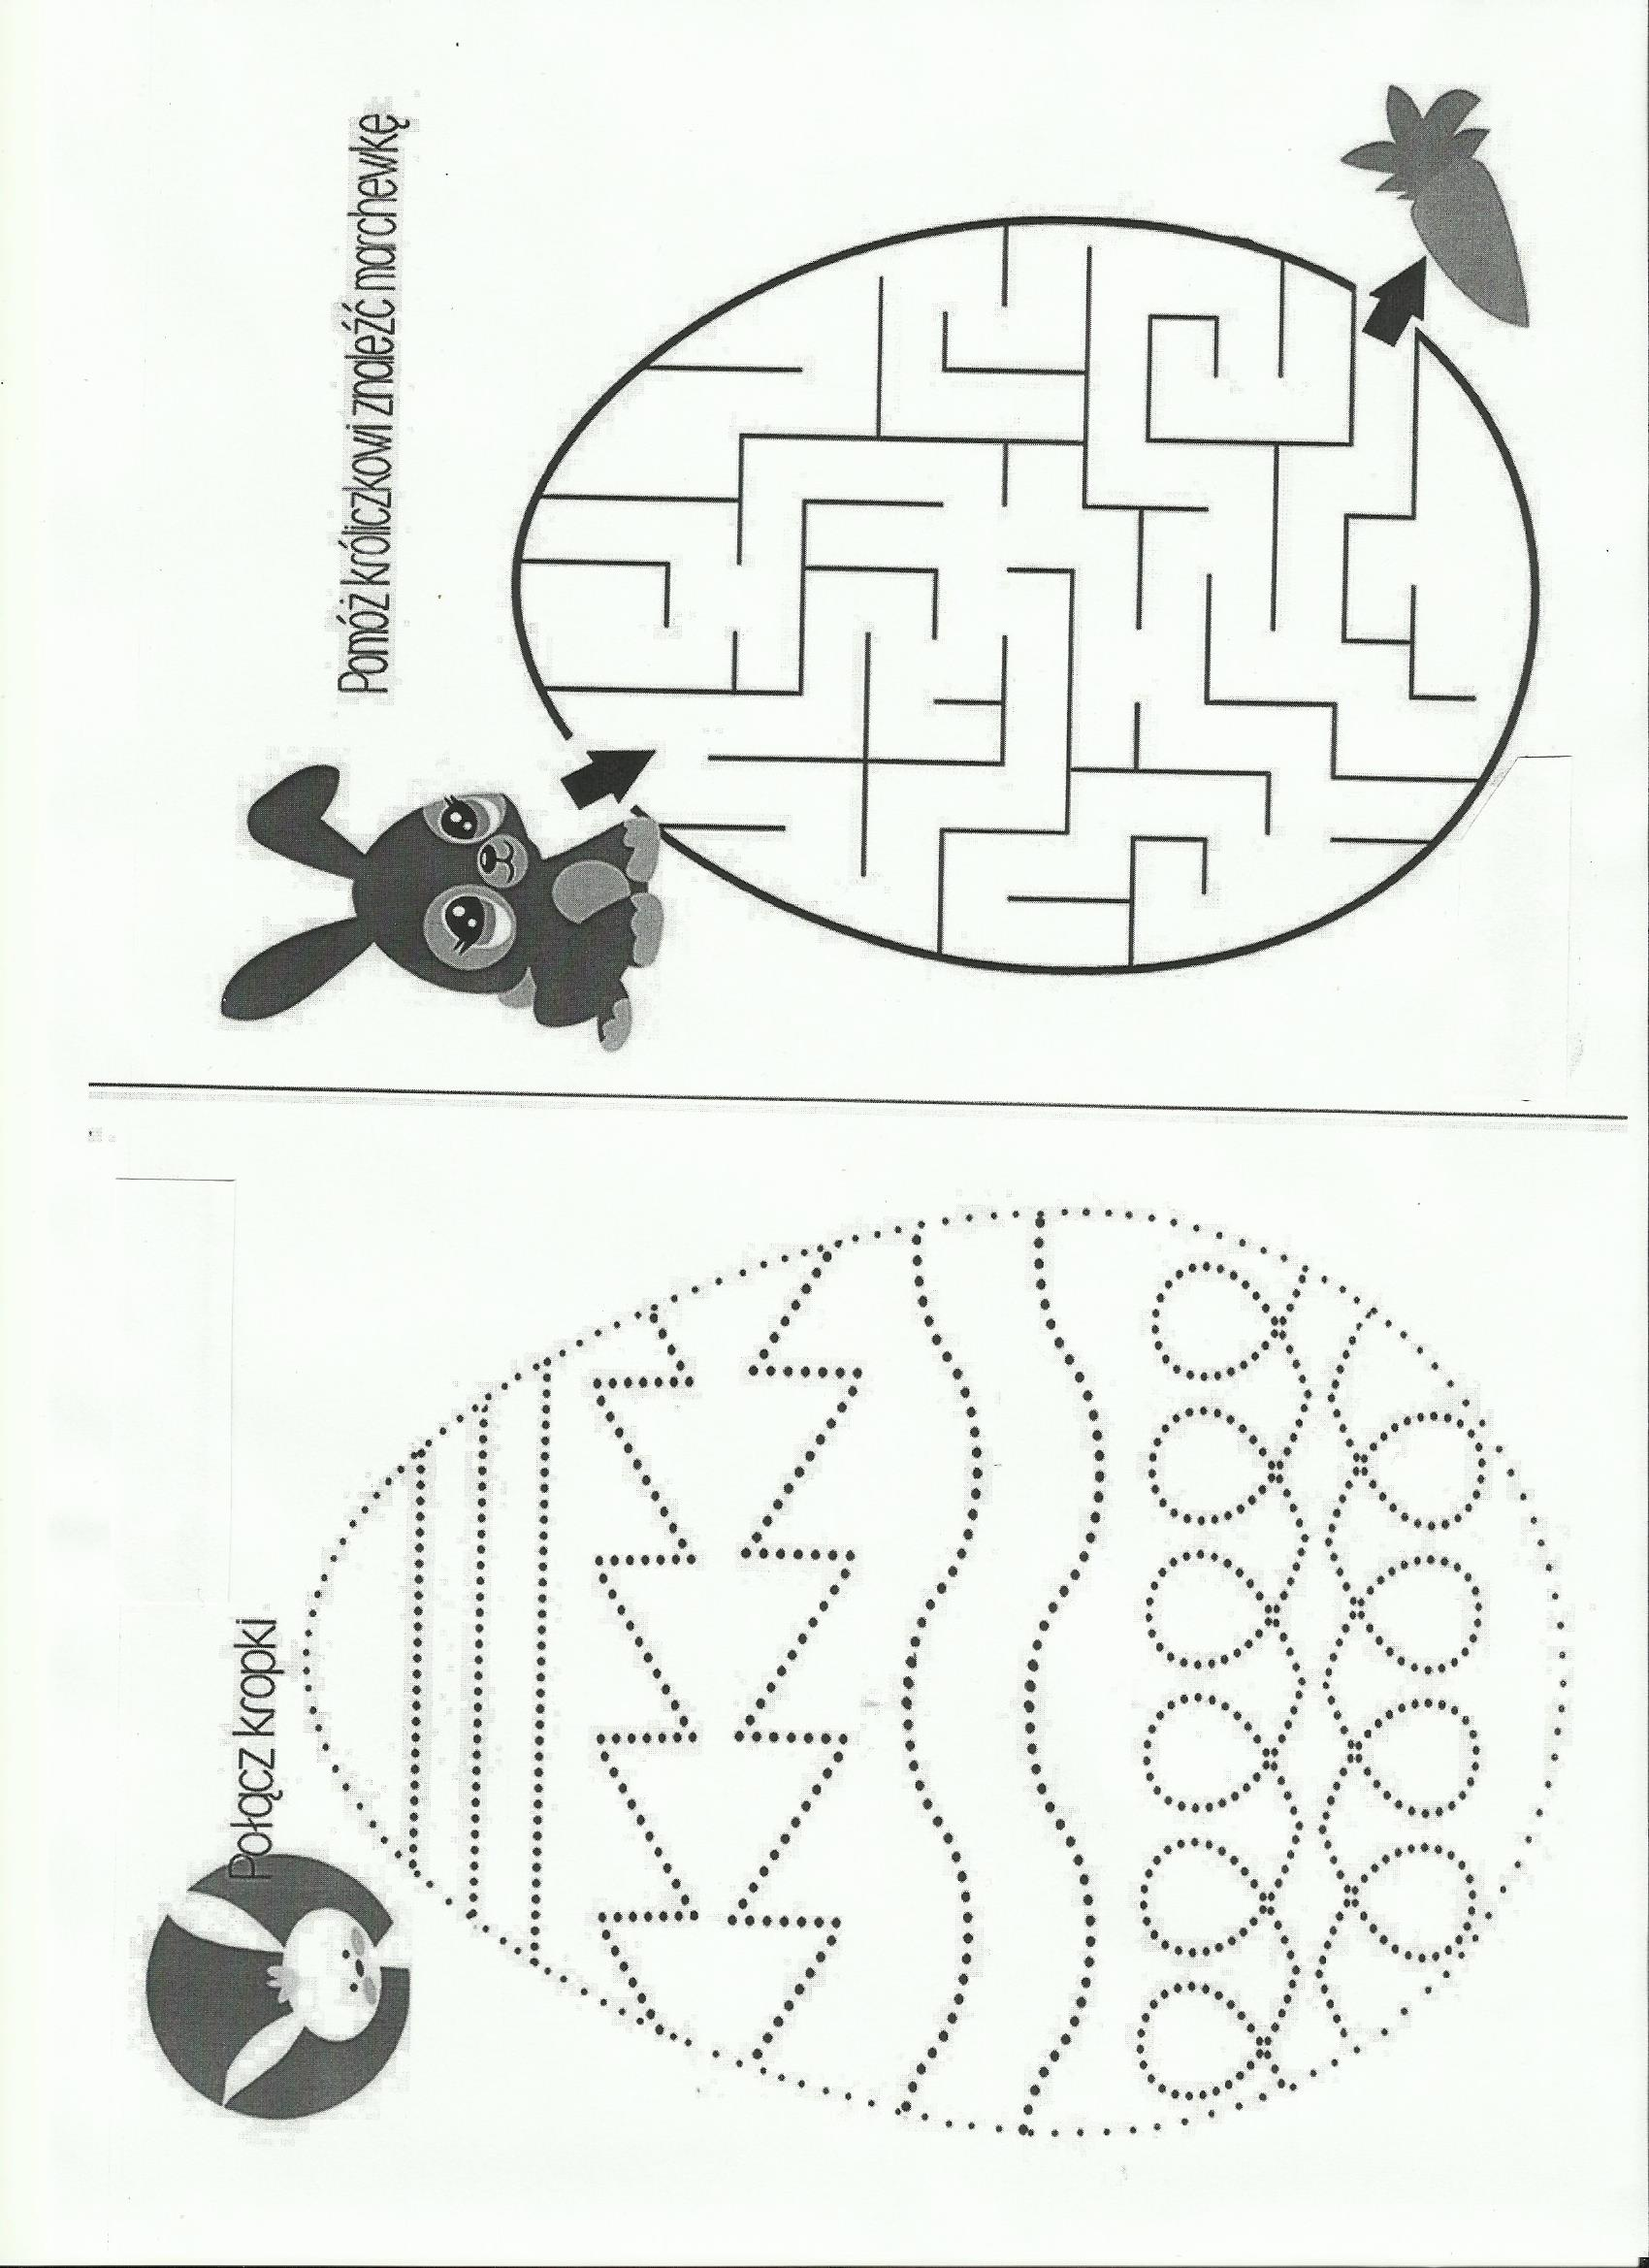 Połącz kropki
Pomóż króliczkowi znaleźć marchewkę